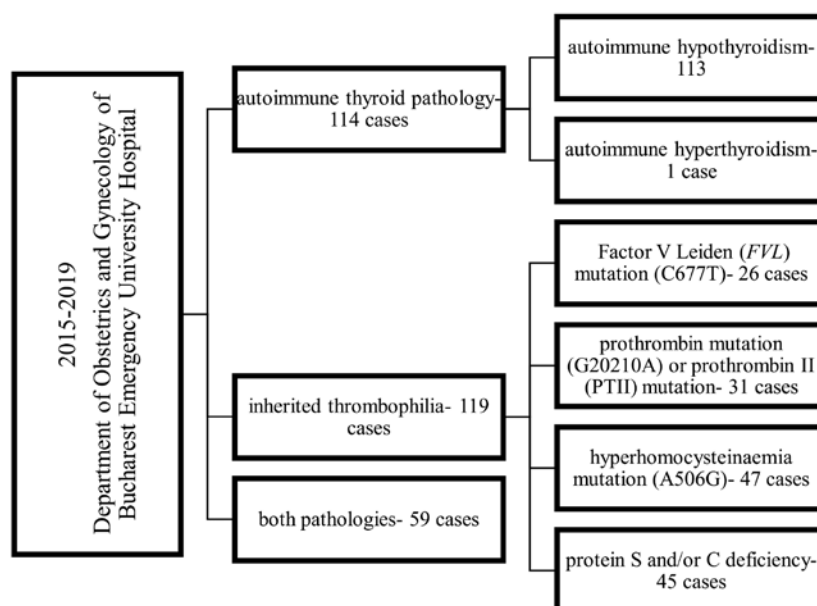 2015-2019
Department of Obstetrics and Gynecology of
Bucharest Emergency University Hospital
autoimmune thyroid pathology-
114 cases
autoimmune hypothyroidism-
113
autoimmune hyperthyroidism-
1 case
inherited thrombophilia- 119
cases
Factor V Leiden (FVL)
mutation (C677T)- 26 cases
prothrombin mutation
(G20210A) or prothrombin II
(PTII) mutation- 31 cases
hyperhomocysteinaemia
mutation (A506G)- 47 cases
protein S and/or C deficiency-
45 cases
both pathologies- 59 cases